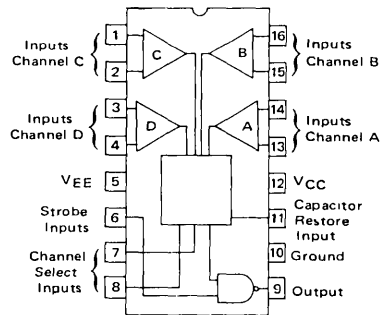 1
Inputs
Channel C
2
C
B
16
Inputs
Channel B
15
3
Inputs
Channel D
4
D
A
14
Inputs
Channel A
13
VEE
5
12
VCC
Strobe
Inputs
6
11
Capacitor
Restore
Input
Channel
Select
Inputs
7
8
10
Ground
9
Output